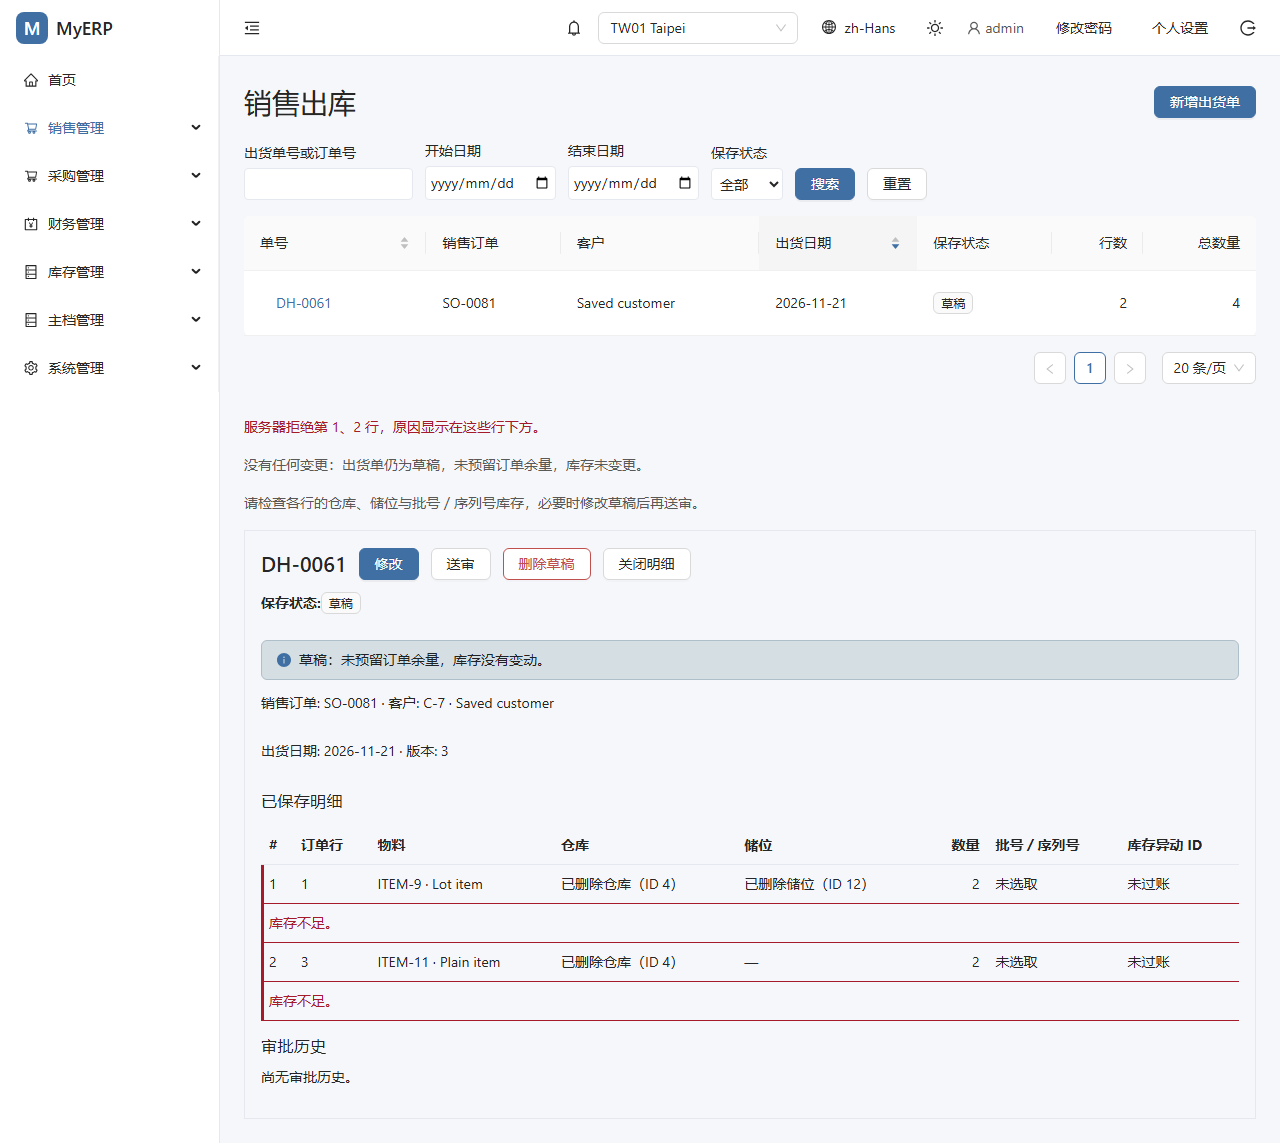 M MyERP
TW01 Taipei
zh-Hans
admin
修改密码
个人设置
首页
销售管理
采购管理
财务管理
库存管理
主档管理
系统管理
销售出库
新增出货单
出货单号或订单号
开始日期
结束日期
保存状态
yyyy/mm/dd
yyyy/mm/dd
全部
搜索
重置
单号 销售订单 客户 出货日期 保存状态 行数 总数量
DH-0061 SO-0081 Saved customer 2026-11-21 草稿 2 4
< 1 > 20 条/页
服务器拒绝第 1、2 行，原因显示在这些行下方。
没有任何变更：出货单仍为草稿，未预留订单余量，库存未变更。
请检查各行的仓库、储位与批号 / 序列号库存，必要时修改草稿后再送审。
DH-0061 修改 送审 删除草稿 关闭明细
保存状态: 草稿
草稿：未预留订单余量，库存没有变动。
销售订单: SO-0081 · 客户: C-7 · Saved customer
出货日期: 2026-11-21 · 版本: 3
已保存明细
# 订单行 物料 仓库 储位 数量 批号 / 序列号 库存异动 ID
1 1 ITEM-9 · Lot item 已删除仓库（ID 4） 已删除储位（ID 12） 2 未选取 未过账
库存不足。
2 3 ITEM-11 · Plain item 已删除仓库（ID 4） — 2 未选取 未过账
库存不足。
审批历史
尚无审批历史。